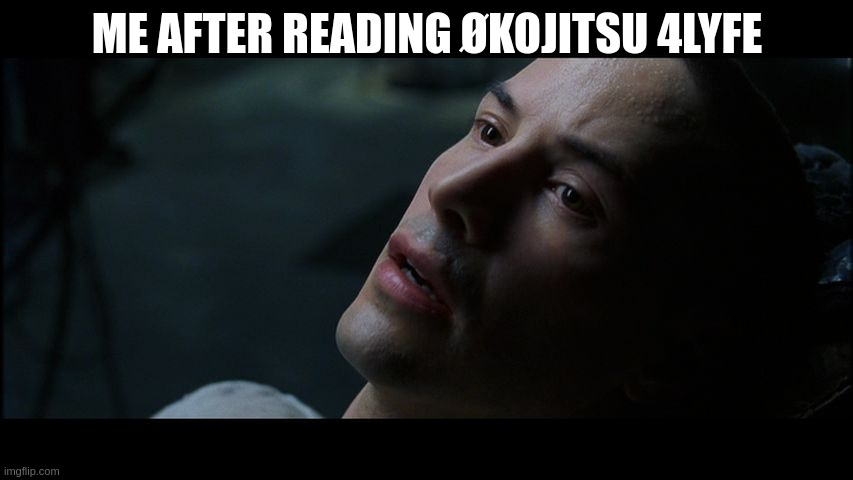 ME AFTER READING ØKOJITSU 4LYFE
imgflip.com